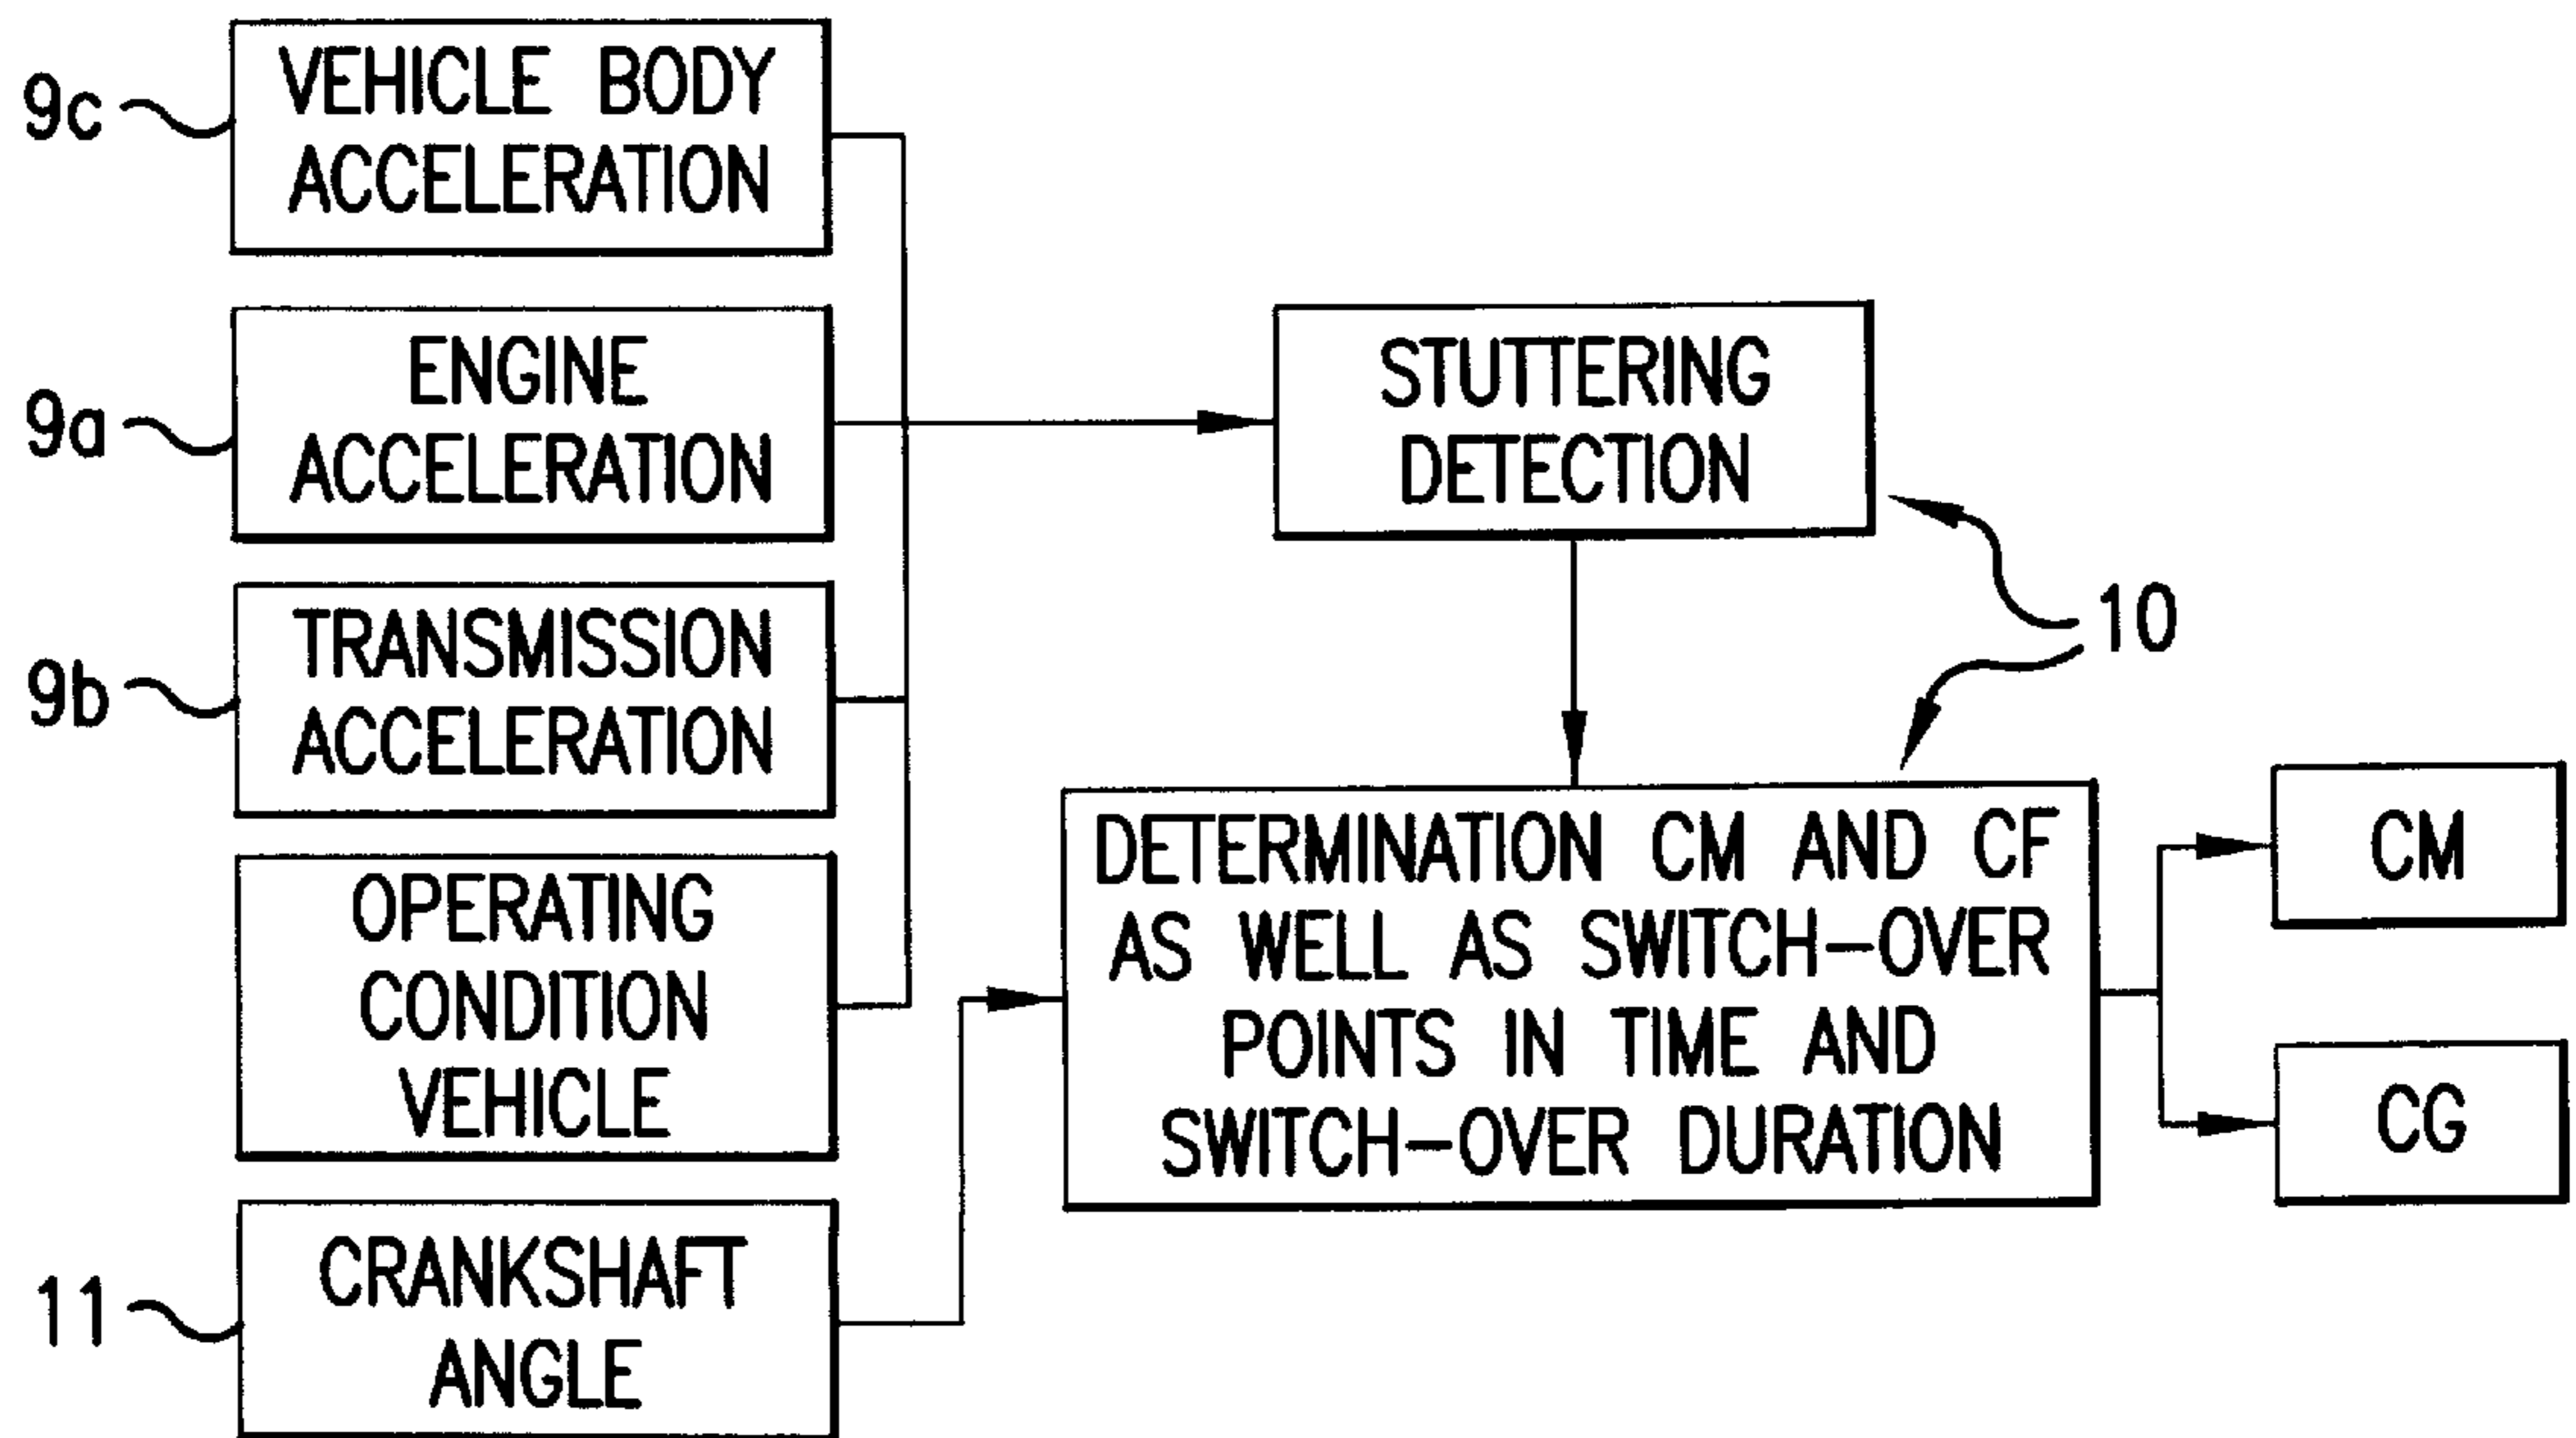 9c
VEHICLE BODY
ACCELERATION
9a
ENGINE
ACCELERATION
9b
TRANSMISSION
ACCELERATION
OPERATING
CONDITION
VEHICLE
11
CRANKSHAFT
ANGLE
STUTTERING
DETECTION
10
DETERMINATION CM AND CF
AS WELL AS SWITCH-OVER
POINTS IN TIME AND
SWITCH-OVER DURATION
CM
CG